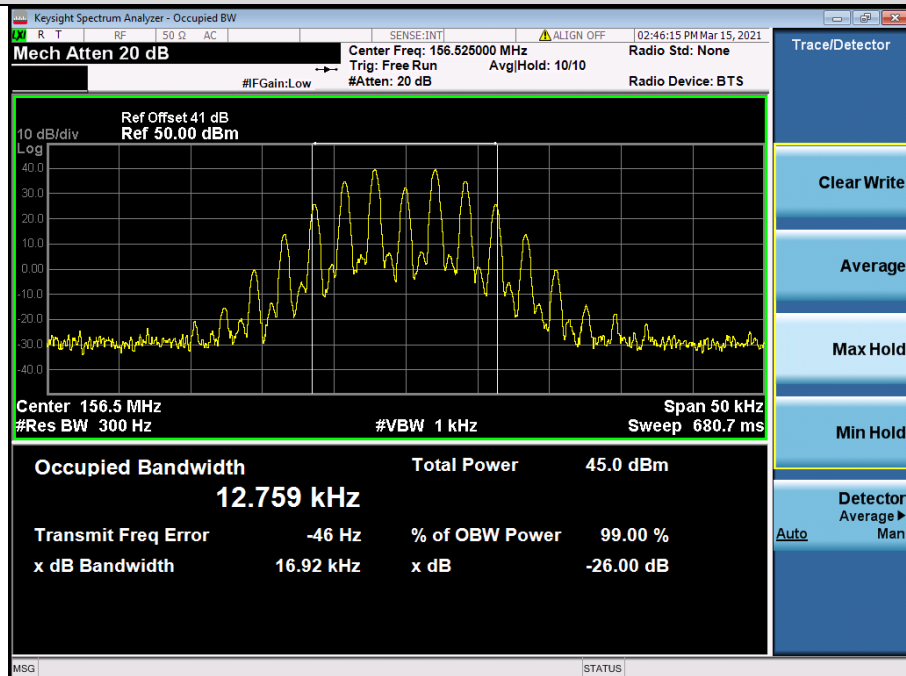 Keysight Spectrum Analyzer - Occupied BW
LXI R T RF 50 Ω AC SENSE:INT ALIGN OFF 02:46:15 PM Mar 15, 2021
Mech Atten 20 dB
Center Freq: 156.525000 MHz
Radio Std: None
Trig: Free Run Avg|Hold: 10/10
#IFGain:Low
#Atten: 20 dB
Radio Device: BTS
Ref Offset 41 dB
10 dB/div Ref 50.00 dBm
Log
40.0
30.0
20.0
10.0
0.00
-10.0
-20.0
-30.0
-40.0
Center 156.5 MHz
Span 50 kHz
#Res BW 300 Hz
#VBW 1 kHz
Sweep 680.7 ms
Occupied Bandwidth
12.759 kHz
Total Power 45.0 dBm
Transmit Freq Error -46 Hz
% of OBW Power 99.00 %
x dB Bandwidth 16.92 kHz
x dB -26.00 dB
Trace/Detector
Clear Write
Average
Max Hold
Min Hold
Detector
Average
Auto Man
MSG
STATUS